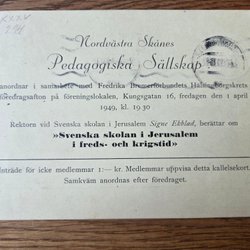 Nordvästra Skånes
Pedagogiska Sällskap
anordnar i samarbete med Fredrika Bremerförbundets Hälsingborgskrets
föredragsafton på föreningslokalen, Kungsgatan 16, fredagen den 1 april
1949, kl. 19.30
Rektorn vid Svenska skolan i Jerusalem Signe Ekblad, berättar om
»Svenska skolan i Jerusalem
i freds- och krigstid»
Inträde för icke medlemmar 1:— kr. Medlemmar uppvisa detta kallelsekort.
Samkväm anordnas efter föredraget.